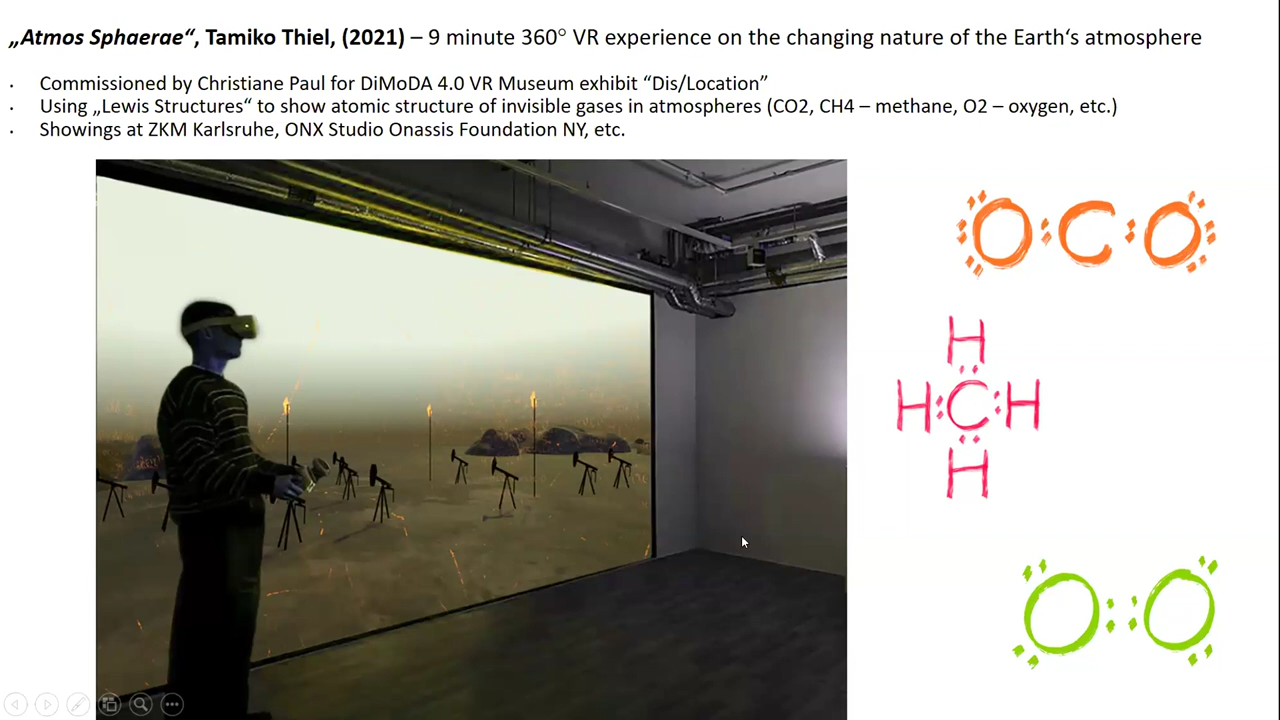 „Atmos Sphaerae“, Tamiko Thiel, (2021) – 9 minute 360° VR experience on the changing nature of the Earth‘s atmosphere
· Commissioned by Christiane Paul for DiMoDA 4.0 VR Museum exhibit “Dis/Location”
· Using „Lewis Structures“ to show atomic structure of invisible gases in atmospheres (CO2, CH4 – methane, O2 – oxygen, etc.)
· Showings at ZKM Karlsruhe, ONX Studio Onassis Foundation NY, etc.
O:C:O
H
H:C:H
H
O::O